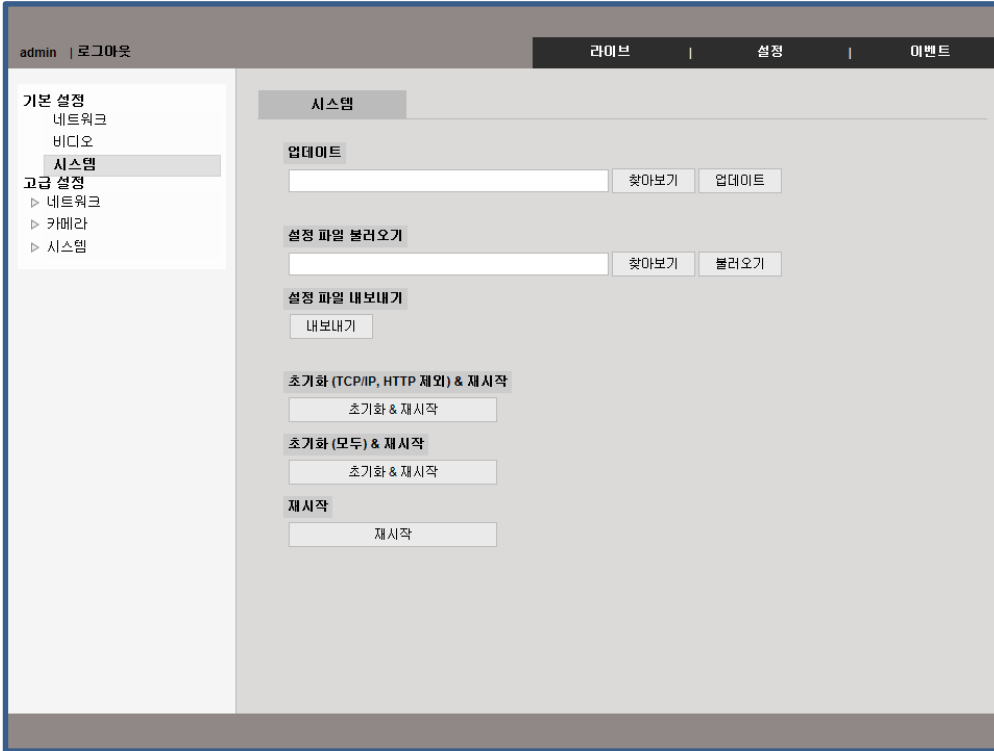 admin | 로그아웃
라이브 | 설정 | 이벤트
기본 설정
네트워크
비디오
시스템
고급 설정
▷ 네트워크
▷ 카메라
▷ 시스템
시스템
업데이트
찾아보기 업데이트
설정 파일 불러오기
찾아보기 불러오기
설정 파일 내보내기
내보내기
초기화 (TCP/IP, HTTP 제외) & 재시작
초기화 & 재시작
초기화 (모두) & 재시작
초기화 & 재시작
재시작
재시작